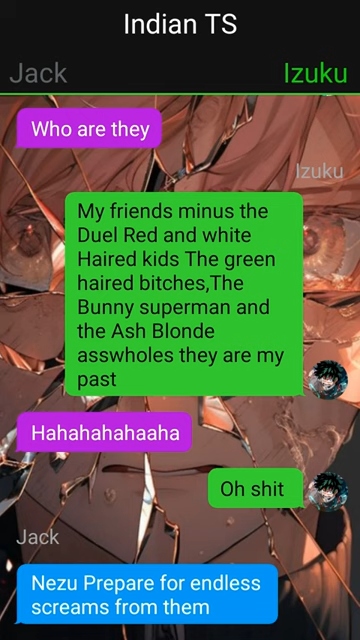 Indian TS
Jack
Izuku
Who are they
Izuku
My friends minus the
Duel Red and white
Haired kids The green
haired bitches,The
Bunny superman and
the Ash Blonde
asswholes they are my
past
Hahahahahaaha
Oh shit
Jack
Nezu Prepare for endless
screams from them